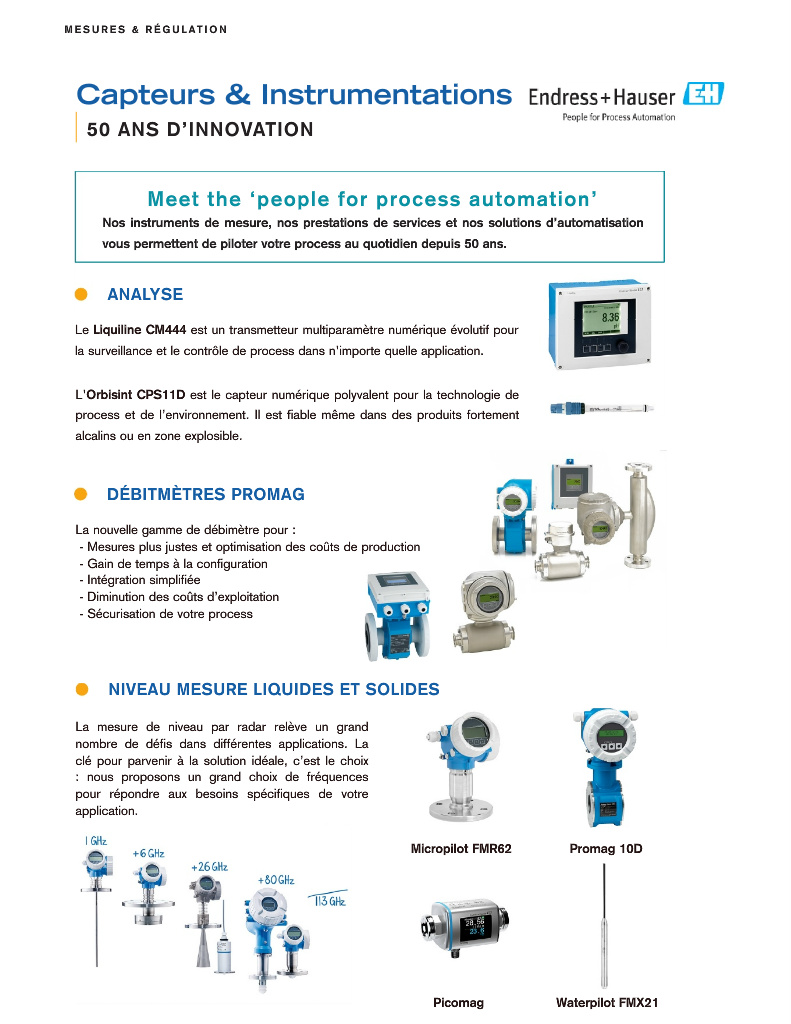 MESURES & RÉGULATION
Capteurs & Instrumentations
50 ANS D'INNOVATION
Endress+Hauser EH
People for Process Automation
Meet the ‘people for process automation’
Nos instruments de mesure, nos prestations de services et nos solutions d'automatisation
vous permettent de piloter votre process au quotidien depuis 50 ans.
ANALYSE
Le Liquiline CM444 est un transmetteur multiparamètre numérique évolutif pour
la surveillance et le contrôle de process dans n'importe quelle application.
8.36
L'Orbisint CPS11D est le capteur numérique polyvalent pour la technologie de
process et de l'environnement. Il est fiable même dans des produits fortement
alcalins ou en zone explosible.
DÉBITMÈTRES PROMAG
La nouvelle gamme de débimètre pour :
- Mesures plus justes et optimisation des coûts de production
- Gain de temps à la configuration
- Intégration simplifiée
- Diminution des coûts d'exploitation
- Sécurisation de votre process
NIVEAU MESURE LIQUIDES ET SOLIDES
La mesure de niveau par radar relève un grand
nombre de défis dans différentes applications. La
clé pour parvenir à la solution idéale, c'est le choix
: nous proposons un grand choix de fréquences
pour répondre aux besoins spécifiques de votre
application.
1 GHz
+6 GHz
+26 GHz
+80 GHz
113 GHz
Micropilot FMR62
Promag 10D
Picomag
Waterpilot FMX21